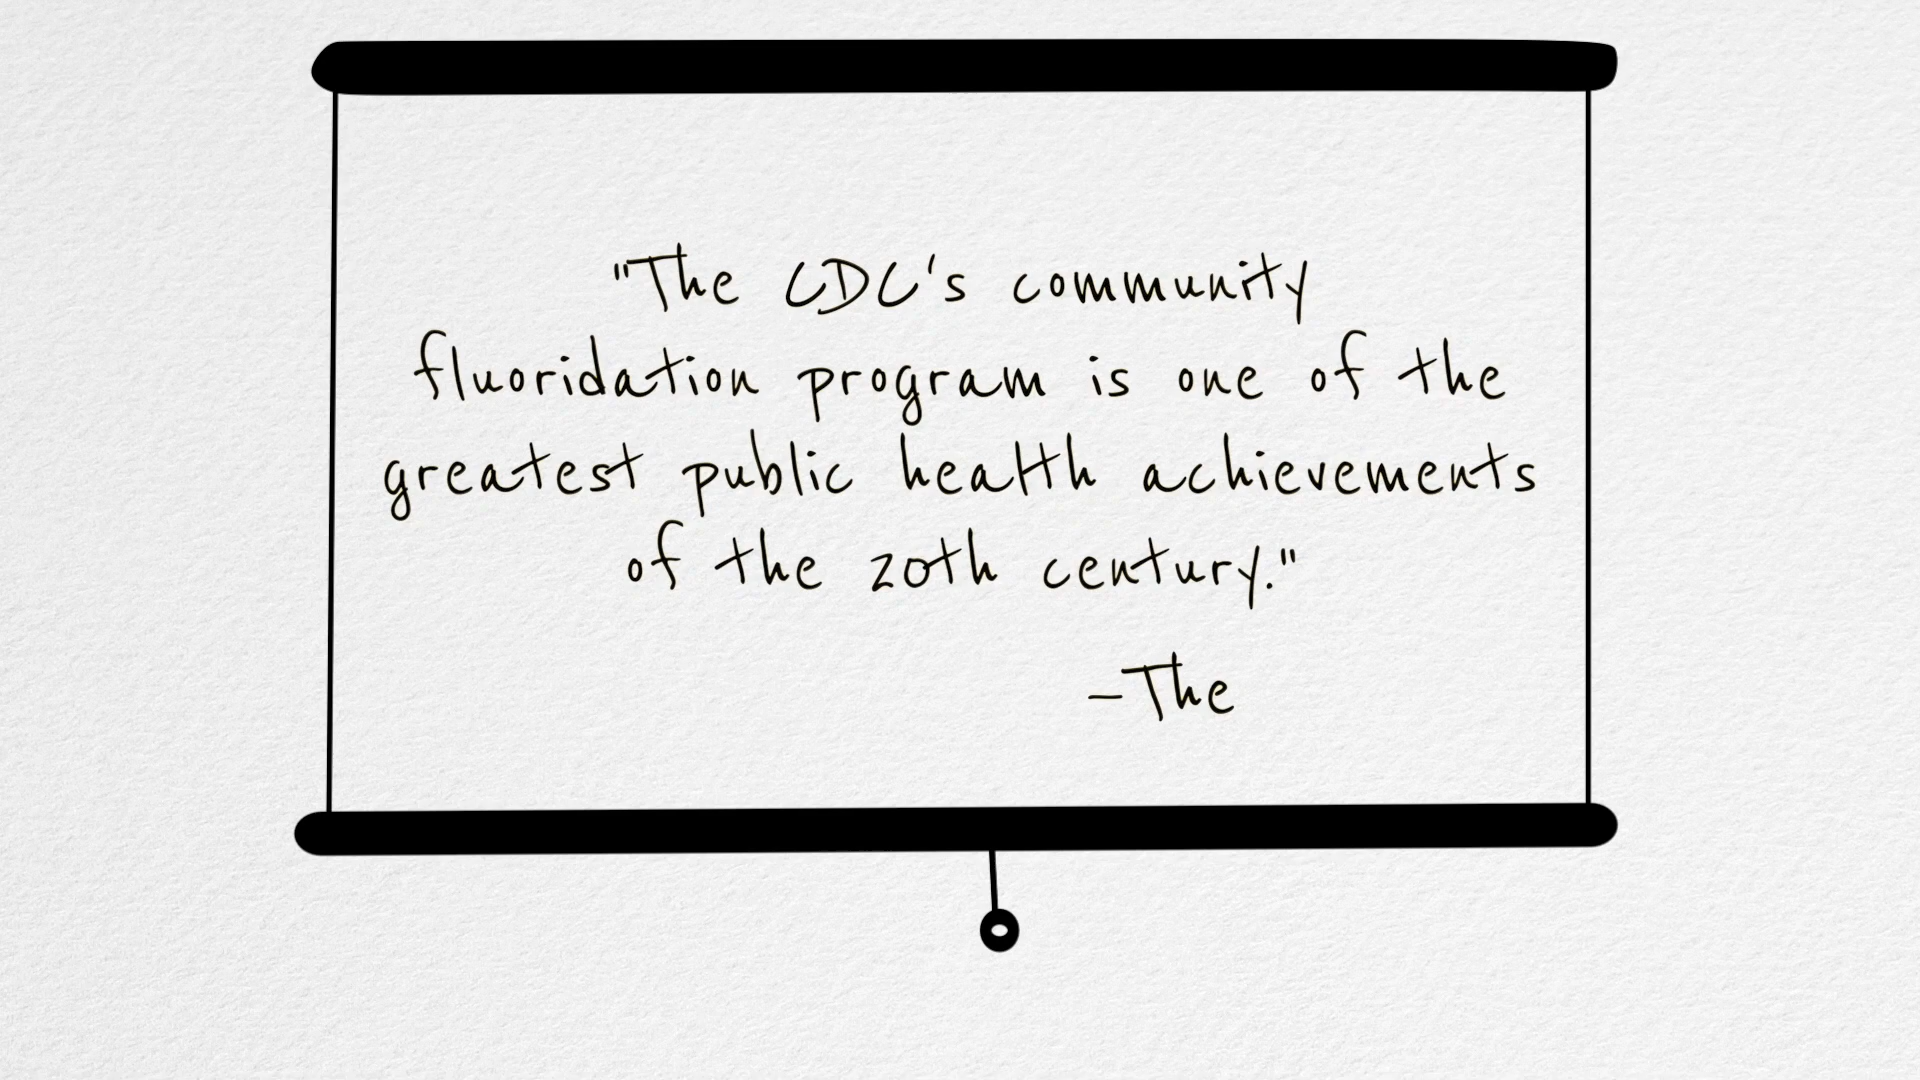 "The CDC's community
fluoridation program is one of the
greatest public health achievements
of the 20th century."
-The